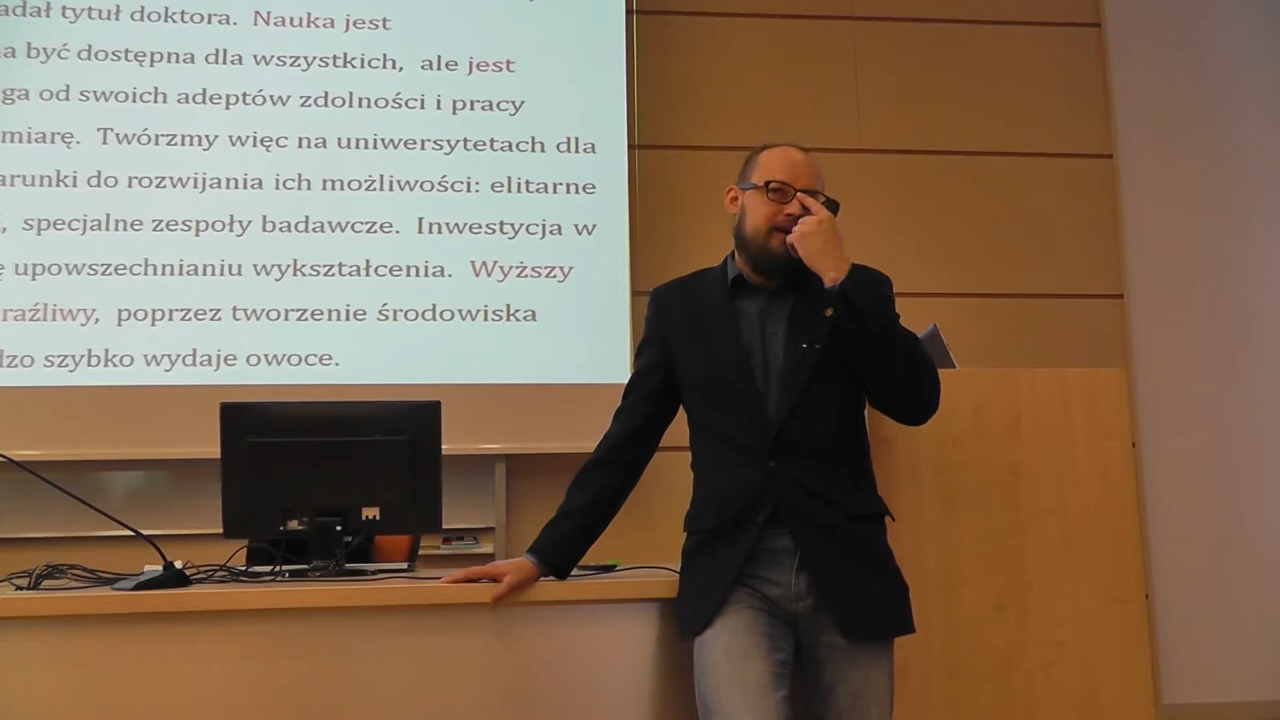 adał tytuł doktora. Nauka jest
a być dostępna dla wszystkich, ale jest
ga od swoich adeptów zdolności i pracy
miarę. Twórzmy więc na uniwersytetach dla
arunki do rozwijania ich możliwości: elitarne
, specjalne zespoły badawcze. Inwestycja w
ę upowszechnianiu wykształcenia. Wyższy
raźliwy, poprzez tworzenie środowiska
dzo szybko wydaje owoce.